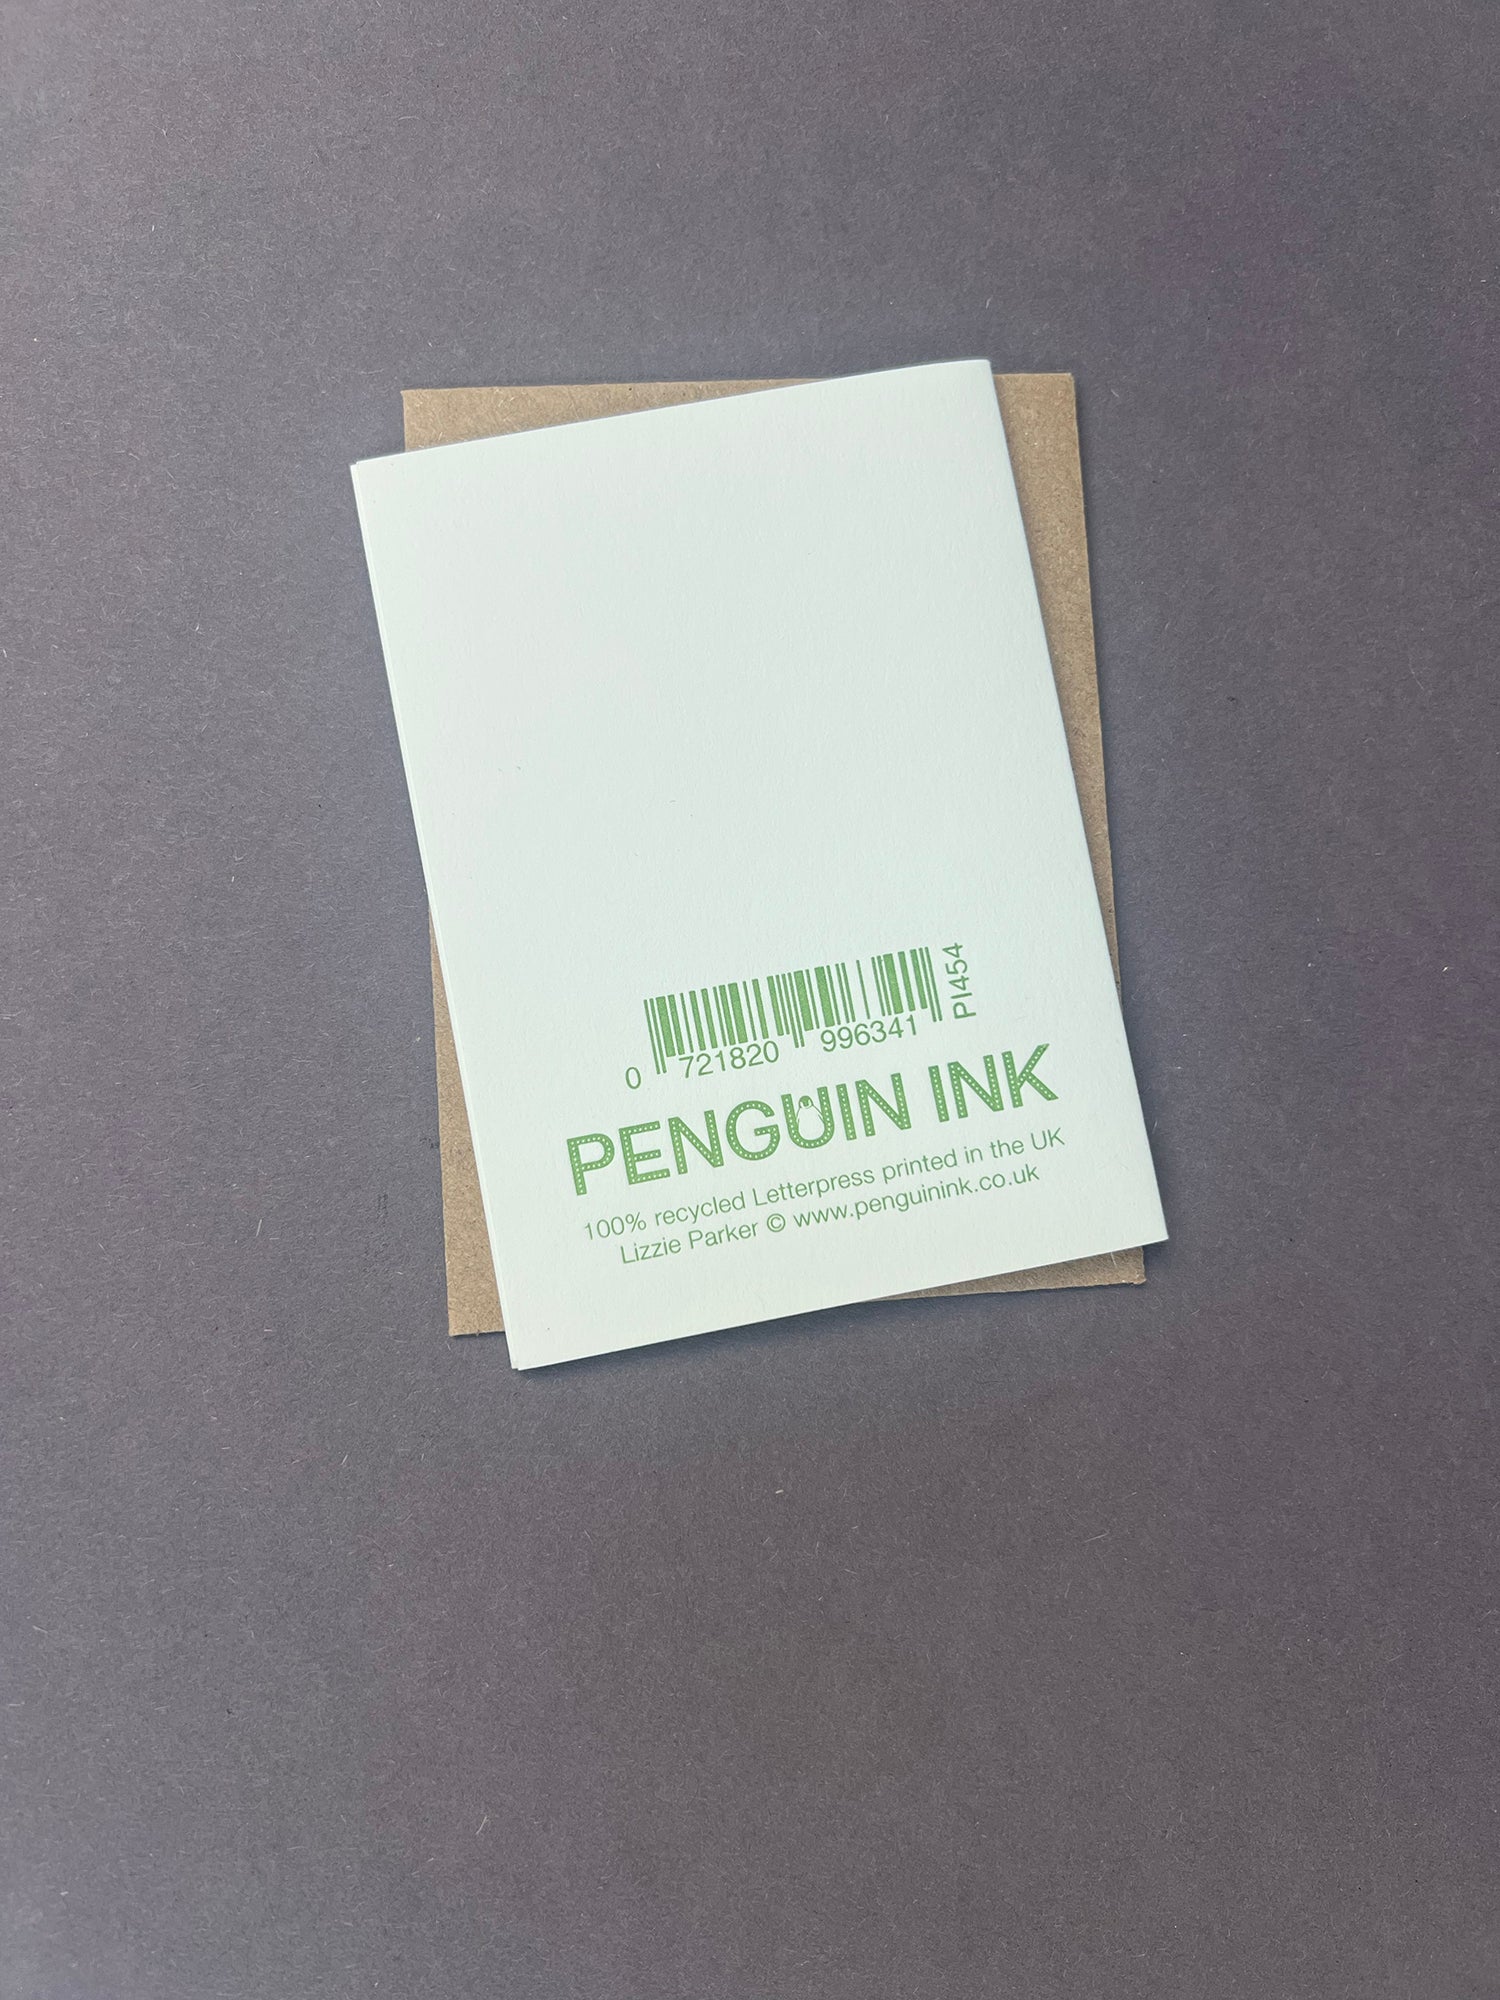 0 721820 996341
PI454
PENGUIN INK
100% recycled Letterpress printed in the UK
Lizzie Parker © www.penguinink.co.uk